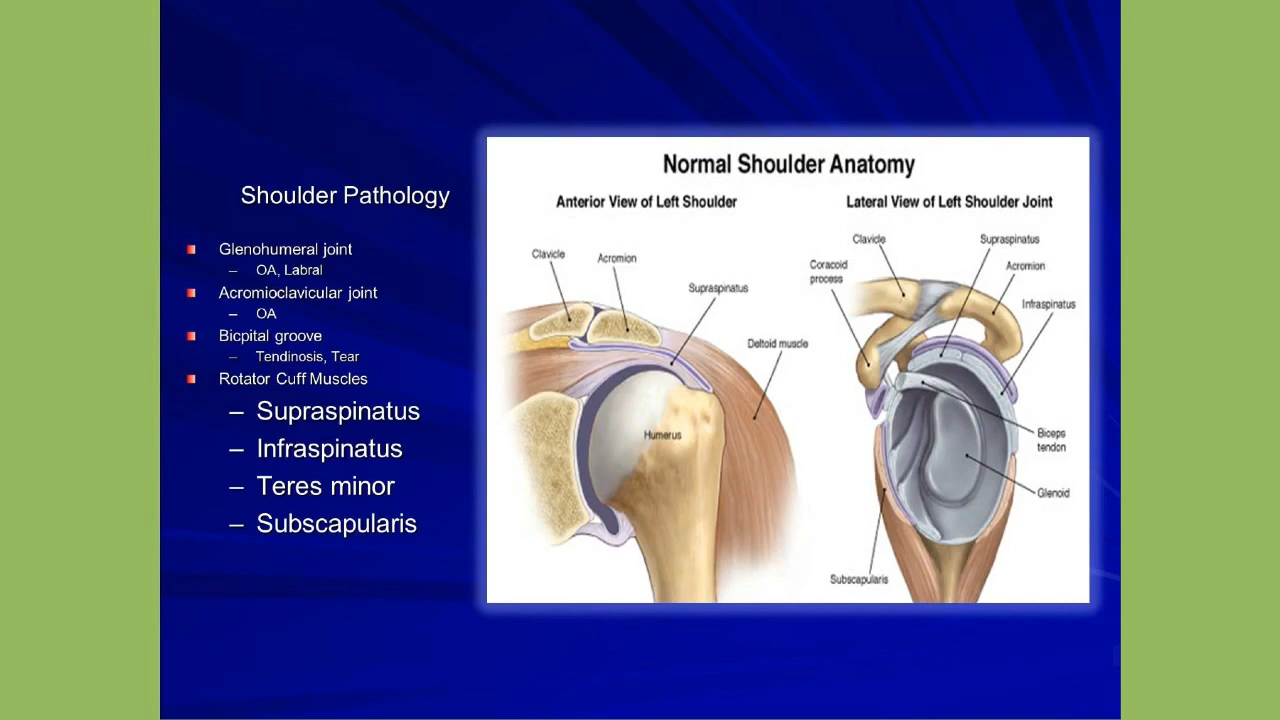 Shoulder Pathology
Glenohumeral joint
– OA, Labral
Acromioclavicular joint
– OA
Bicpital groove
– Tendinosis, Tear
Rotator Cuff Muscles
– Supraspinatus
– Infraspinatus
– Teres minor
– Subscapularis
Normal Shoulder Anatomy
Anterior View of Left Shoulder
Clavicle
Acromion
Supraspinatus
Deltoid muscle
Humerus
Lateral View of Left Shoulder Joint
Clavicle
Supraspinatus
Coracoid
process
Acromion
Infraspinatus
Biceps
tendon
Glenoid
Subscapularis